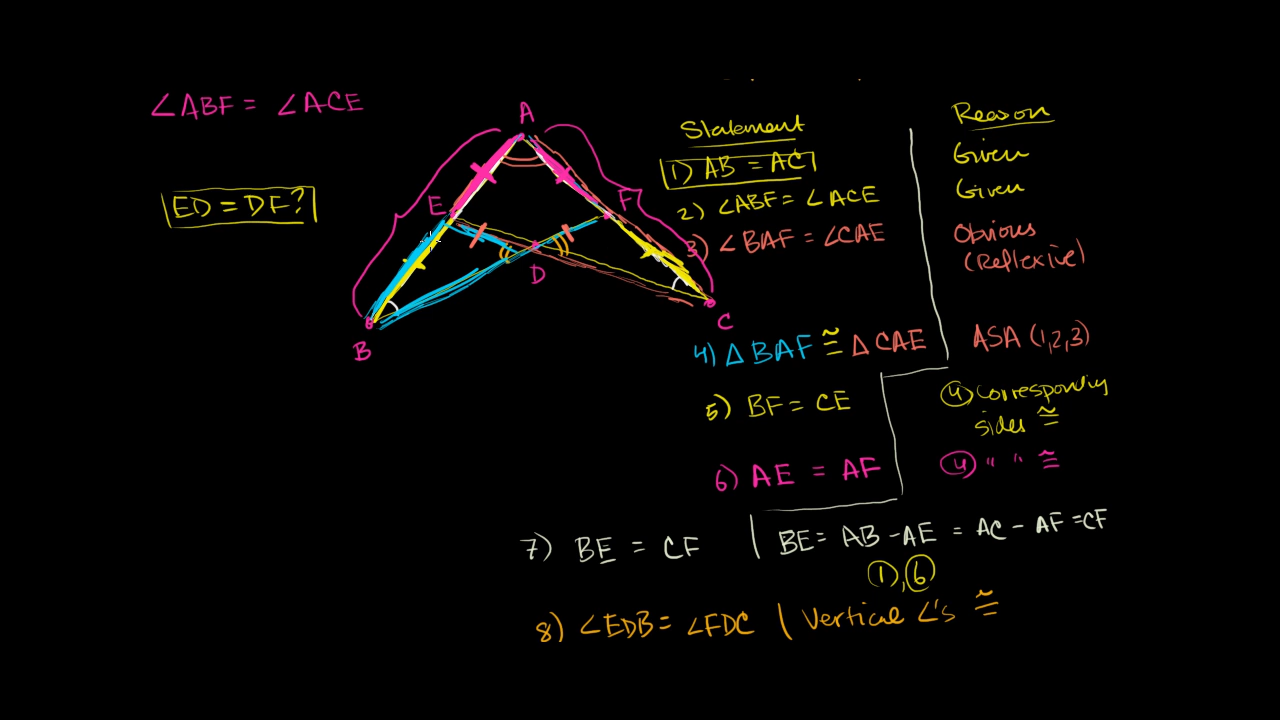 ∠ABF = ∠ACE
ED = DF?
A
E
F
D
B
C
Statement
Reason
1) AB = AC
Given
2) ∠ABF = ∠ACE
Given
3) ∠BAF = ∠CAE
Obvious
(Reflexive)
4) △BAF ≅ △CAE
ASA (1,2,3)
5) BF = CE
④ Corresponding
sides ≅
6) AE = AF
④ " " ≅
7) BE = CF
BE = AB - AE = AC - AF = CF
①, ⑥
8) ∠EDB = ∠FDC
Vertical ∠'s ≅